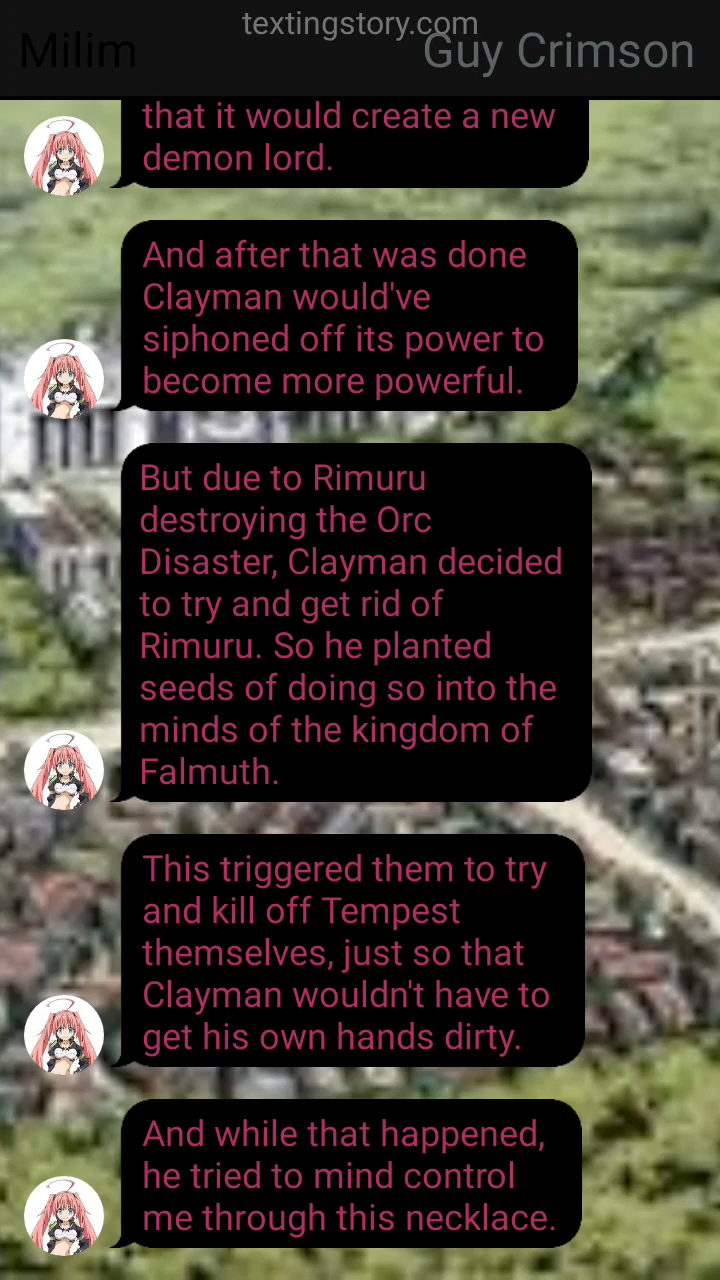 textingstory.com
Milim
Guy Crimson
that it would create a new
demon lord.
And after that was done
Clayman would've
siphoned off its power to
become more powerful.
But due to Rimuru
destroying the Orc
Disaster, Clayman decided
to try and get rid of
Rimuru. So he planted
seeds of doing so into the
minds of the kingdom of
Falmuth.
This triggered them to try
and kill off Tempest
themselves, just so that
Clayman wouldn't have to
get his own hands dirty.
And while that happened,
he tried to mind control
me through this necklace.